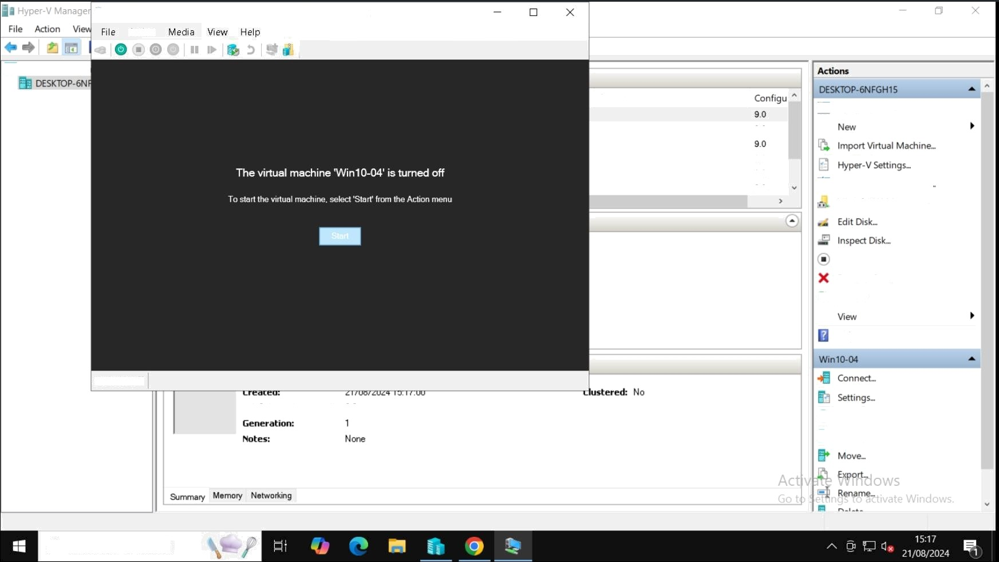 Hyper-V Manager
File Action View
DESKTOP-6NF
File Media View Help
The virtual machine 'Win10-04' is turned off
To start the virtual machine, select 'Start' from the Action menu
Start
Configu
9.0
9.0
Created: 21/08/2024 15:17:00 Clustered: No
Generation: 1
Notes: None
Summary Memory Networking
Actions
DESKTOP-6NFGH15
New
Import Virtual Machine...
Hyper-V Settings...
Edit Disk...
Inspect Disk...
View
Win10-04
Connect...
Settings...
Move...
Export...
Rename...
Delete...
Activate Windows
Go to Settings to activate Windows.
15:17
21/08/2024
1